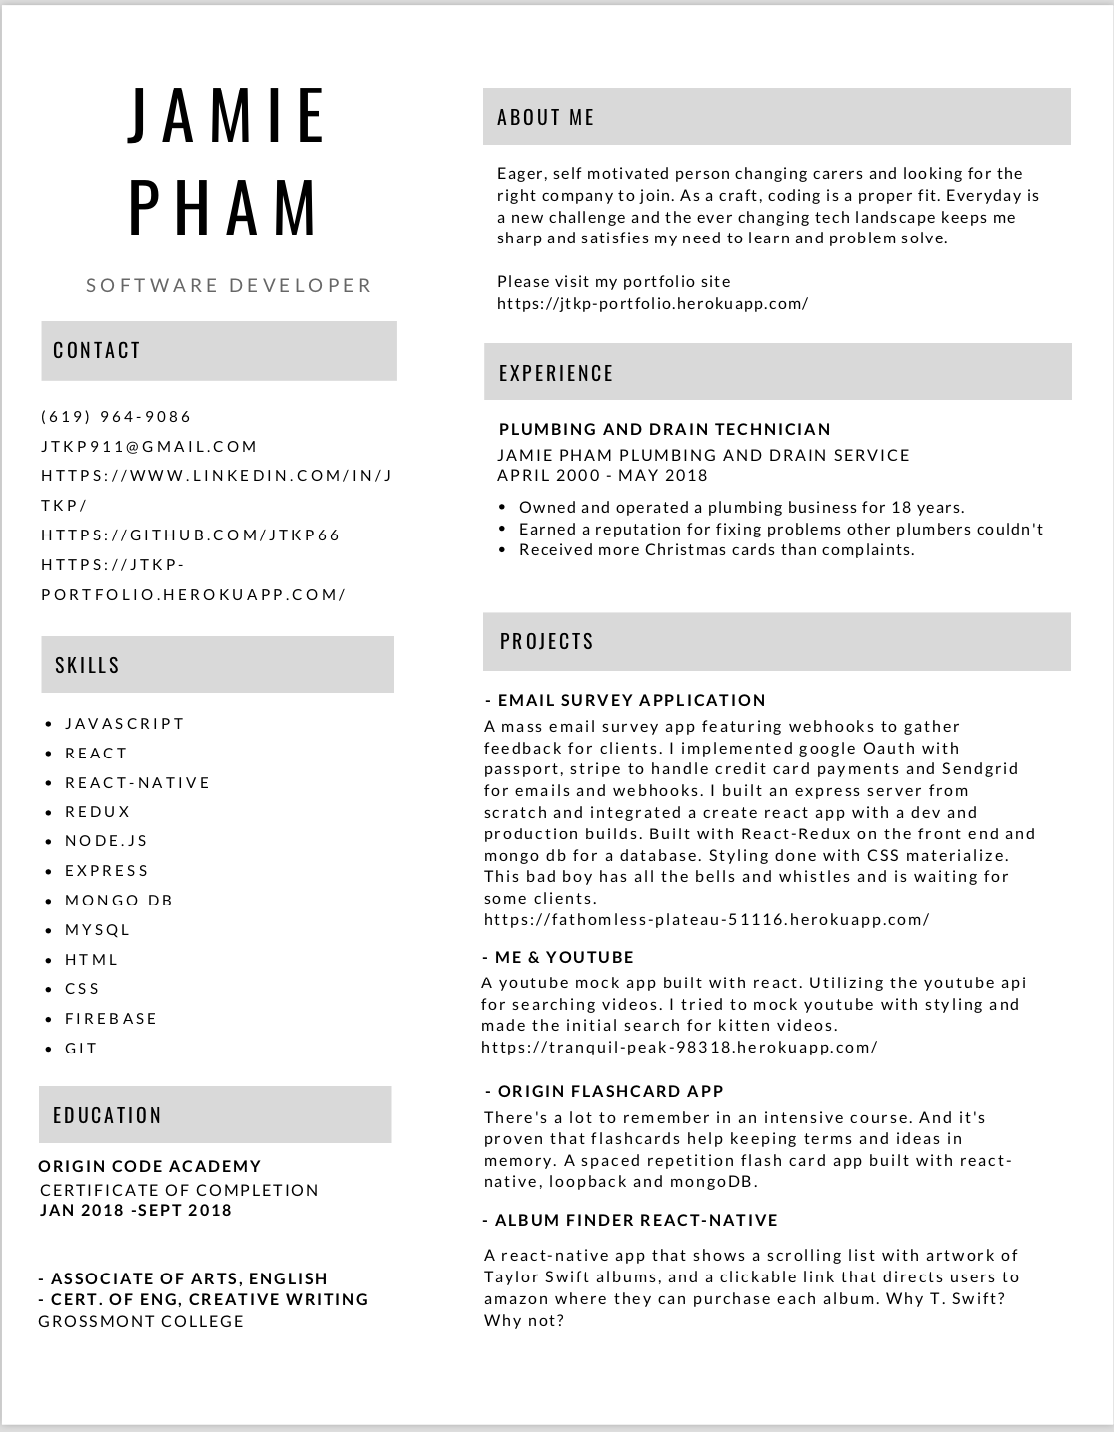 JAMIE
PHAM
SOFTWARE DEVELOPER
CONTACT
(619) 964-9086
JTKP911@GMAIL.COM
HTTPS://WWW.LINKEDIN.COM/IN/J
TKP/
HTTPS://GITHUB.COM/JTKP66
HTTPS://JTKP-
PORTFOLIO.HEROKUAPP.COM/
SKILLS
• JAVASCRIPT
• REACT
• REACT-NATIVE
• REDUX
• NODE.JS
• EXPRESS
• MONGO DB
• MYSQL
• HTML
• CSS
• FIREBASE
• GIT
EDUCATION
ORIGIN CODE ACADEMY
CERTIFICATE OF COMPLETION
JAN 2018 -SEPT 2018
- ASSOCIATE OF ARTS, ENGLISH
- CERT. OF ENG, CREATIVE WRITING
GROSSMONT COLLEGE
ABOUT ME
Eager, self motivated person changing carers and looking for the
right company to join. As a craft, coding is a proper fit. Everyday is
a new challenge and the ever changing tech landscape keeps me
sharp and satisfies my need to learn and problem solve.
Please visit my portfolio site
https://jtkp-portfolio.herokuapp.com/
EXPERIENCE
PLUMBING AND DRAIN TECHNICIAN
JAMIE PHAM PLUMBING AND DRAIN SERVICE
APRIL 2000 - MAY 2018
• Owned and operated a plumbing business for 18 years.
• Earned a reputation for fixing problems other plumbers couldn't
• Received more Christmas cards than complaints.
PROJECTS
- EMAIL SURVEY APPLICATION
A mass email survey app featuring webhooks to gather
feedback for clients. I implemented google Oauth with
passport, stripe to handle credit card payments and Sendgrid
for emails and webhooks. I built an express server from
scratch and integrated a create react app with a dev and
production builds. Built with React-Redux on the front end and
mongo db for a database. Styling done with CSS materialize.
This bad boy has all the bells and whistles and is waiting for
some clients.
https://fathomless-plateau-51116.herokuapp.com/
- ME & YOUTUBE
A youtube mock app built with react. Utilizing the youtube api
for searching videos. I tried to mock youtube with styling and
made the initial search for kitten videos.
https://tranquil-peak-98318.herokuapp.com/
- ORIGIN FLASHCARD APP
There's a lot to remember in an intensive course. And it's
proven that flashcards help keeping terms and ideas in
memory. A spaced repetition flash card app built with react-
native, loopback and mongoDB.
- ALBUM FINDER REACT-NATIVE
A react-native app that shows a scrolling list with artwork of
Taylor Swift albums, and a clickable link that directs users to
amazon where they can purchase each album. Why T. Swift?
Why not?